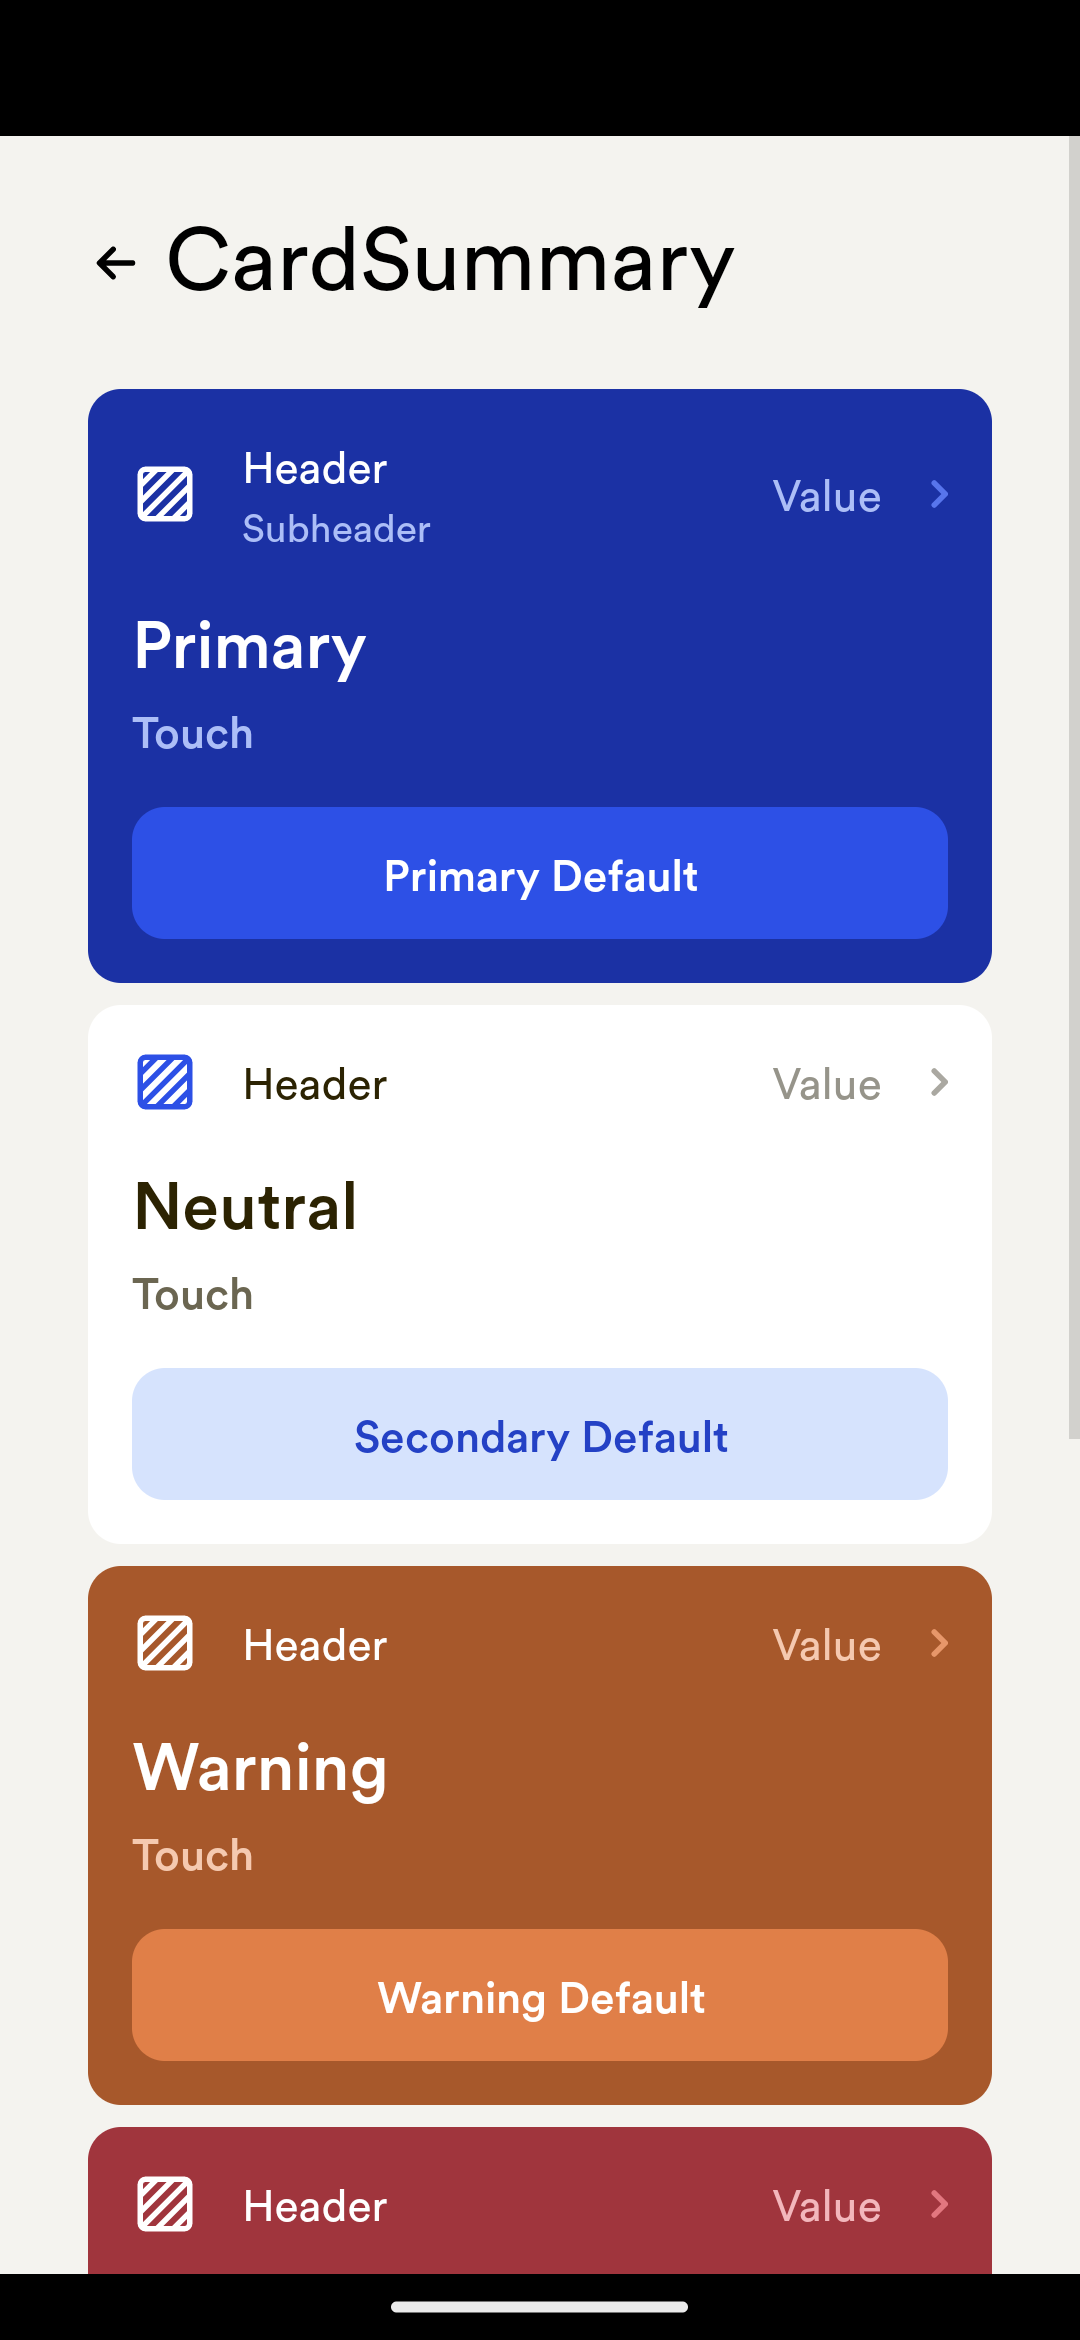 CardSummary
Header
Subheader
Value
Primary
Touch
Primary Default
Header
Value
Neutral
Touch
Secondary Default
Header
Value
Warning
Touch
Warning Default
Header
Value